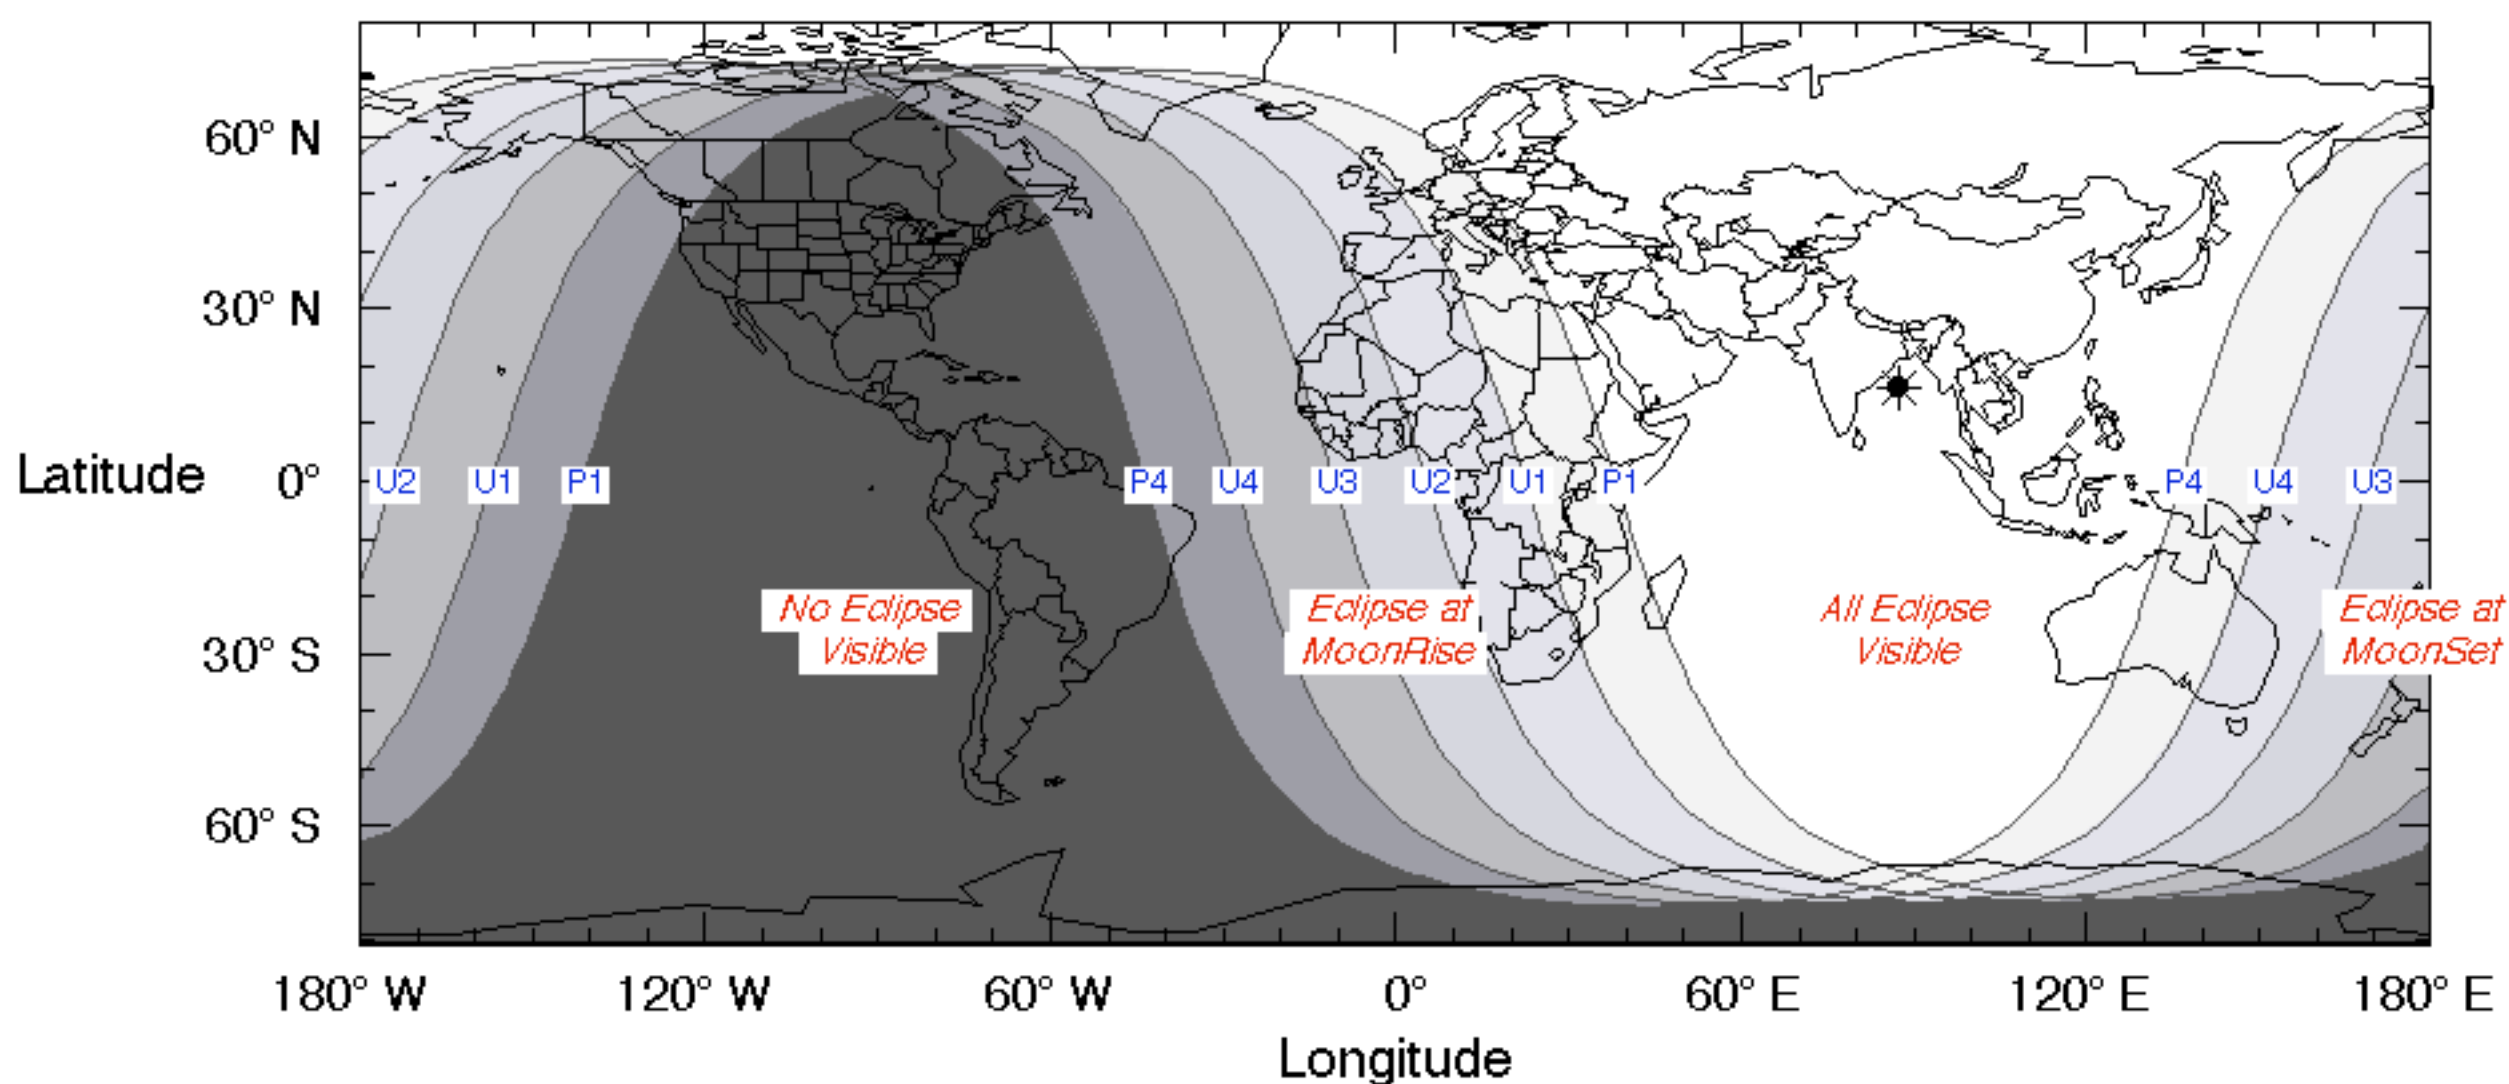 60° N
30° N
Latitude 0°
U2 U1 P1 P4 U4 U3 U2 U1 P1 P4 U4 U3
No Eclipse
Visible
Eclipse at
MoonRise
All Eclipse
Visible
Eclipse at
MoonSet
30° S
60° S
180° W 120° W 60° W 0° 60° E 120° E 180° E
Longitude